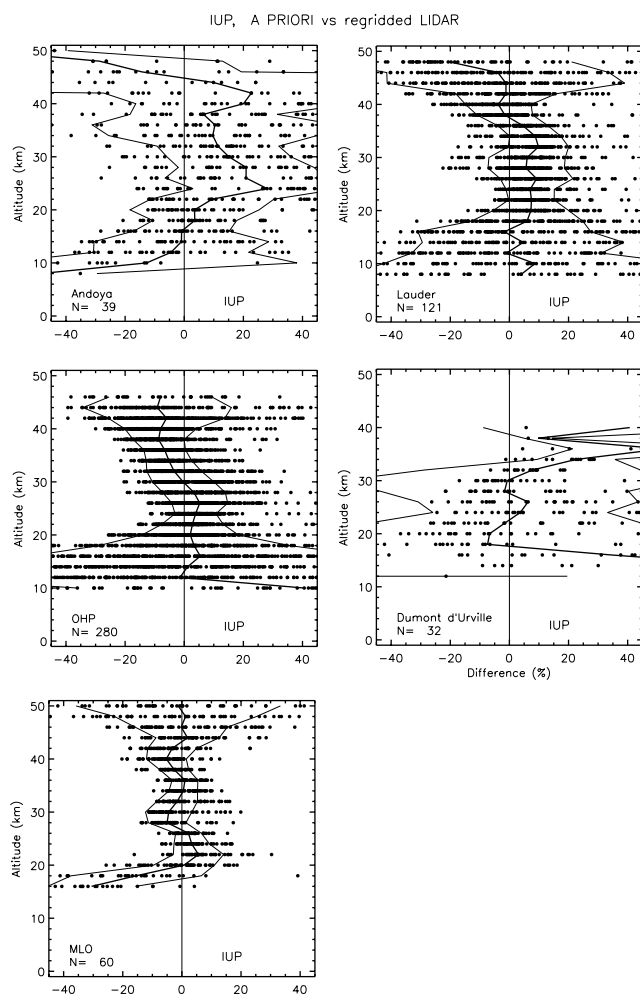 IUP, A PRIORI vs regridded LIDAR
50
40
30
20
10
0
Altitude (km)
Andoya
N= 39
IUP
-40 -20 0 20 40
50
40
30
20
10
0
Altitude (km)
Lauder
N= 121
IUP
-40 -20 0 20 40
50
40
30
20
10
0
Altitude (km)
OHP
N= 280
IUP
-40 -20 0 20 40
50
40
30
20
10
0
Altitude (km)
Dumont d'Urville
N= 32
IUP
-40 -20 0 20 40
Difference (%)
50
40
30
20
10
0
Altitude (km)
MLO
N= 60
IUP
-40 -20 0 20 40